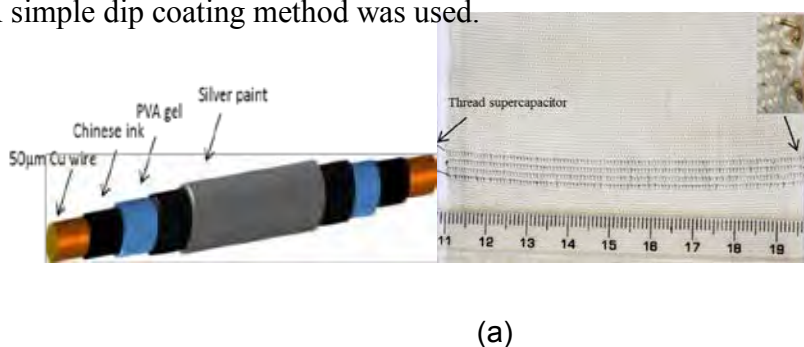 simple dip coating method was used.
Silver paint
PVA gel
Chinese ink
50μm Cu wire
Thread supercapacitor
11 12 13 14 15 16 17 18 19
(a)